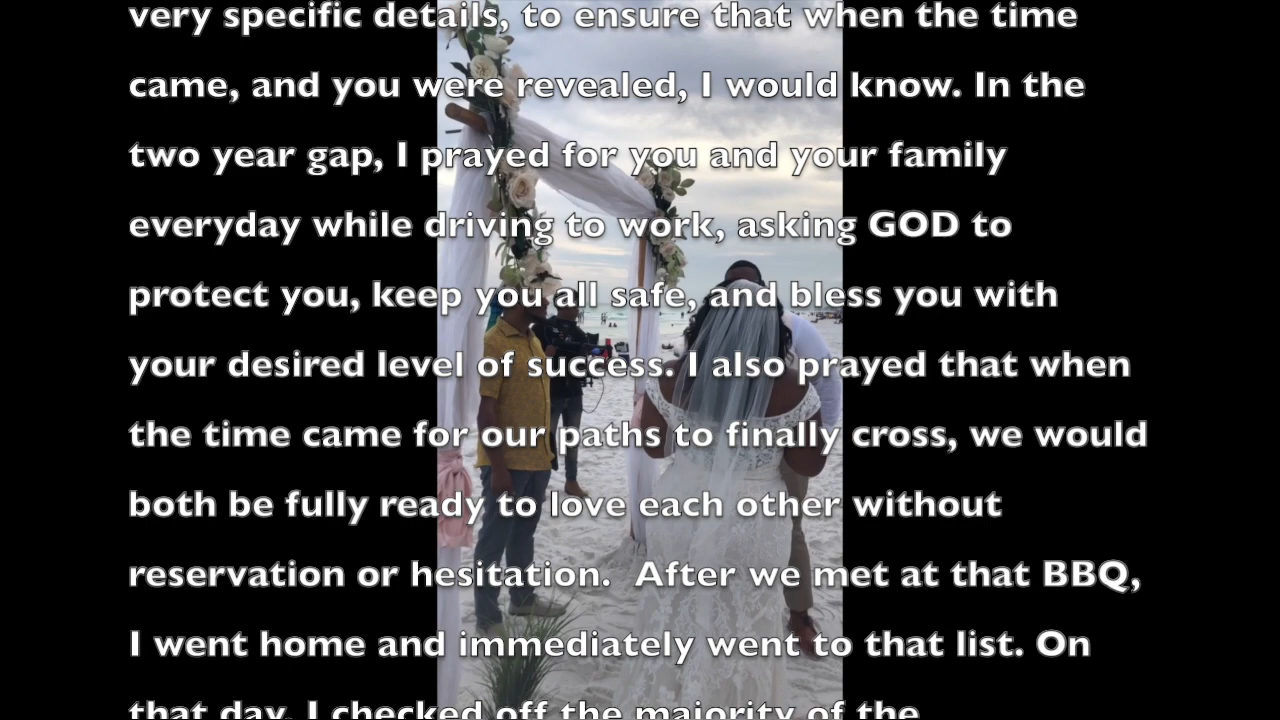 very specific details, to ensure that when the time
came, and you were revealed, I would know. In the
two year gap, I prayed for you and your family
everyday while driving to work, asking GOD to
protect you, keep you all safe, and bless you with
your desired level of success. I also prayed that when
the time came for our paths to finally cross, we would
both be fully ready to love each other without
reservation or hesitation.  After we met at that BBQ,
I went home and immediately went to that list. On
that day, I checked off the majority of the